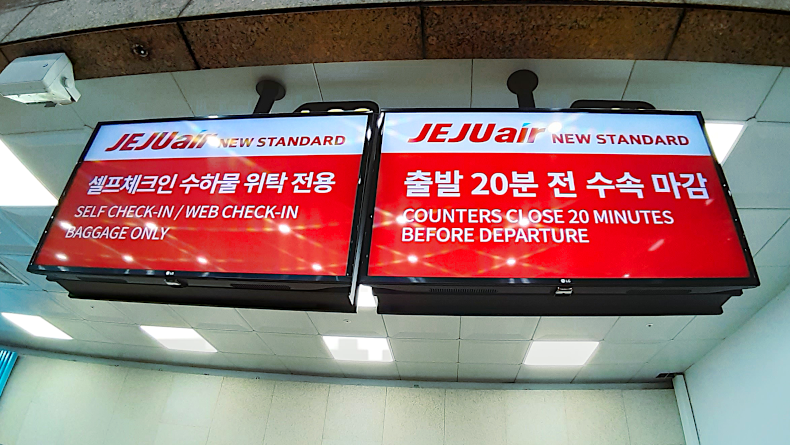 JEJUair NEW STANDARD
셀프체크인 수하물 위탁 전용
SELF CHECK-IN / WEB CHECK-IN
BAGGAGE ONLY
LG
JEJUair NEW STANDARD
출발 20분 전 수속 마감
COUNTERS CLOSE 20 MINUTES
BEFORE DEPARTURE
LG